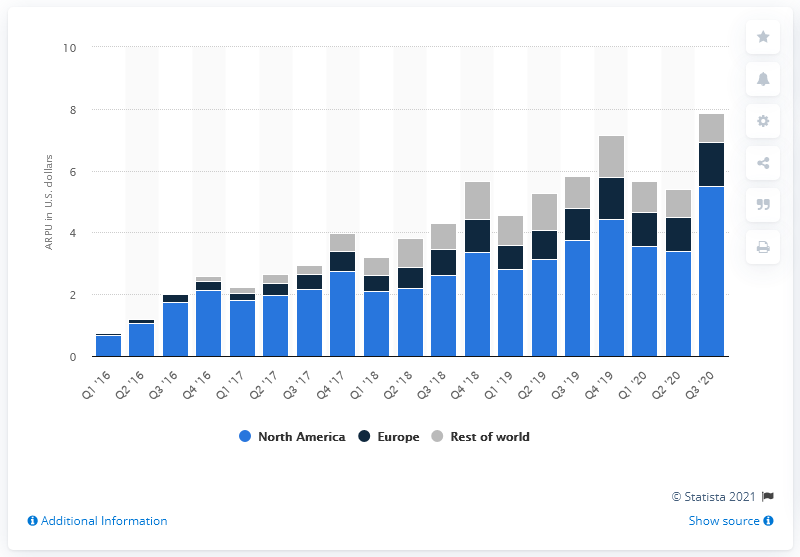 10
8
6
4
2
0
ARPU in U.S. dollars
Q1 '16
Q2 '16
Q3 '16
Q4 '16
Q1 '17
Q2 '17
Q3 '17
Q4 '17
Q1 '18
Q2 '18
Q3 '18
Q4 '18
Q1 '19
Q2 '19
Q3 '19
Q4 '19
Q1 '20
Q2 '20
Q3 '20
North America Europe Rest of world
© Statista 2021
Additional Information Show source